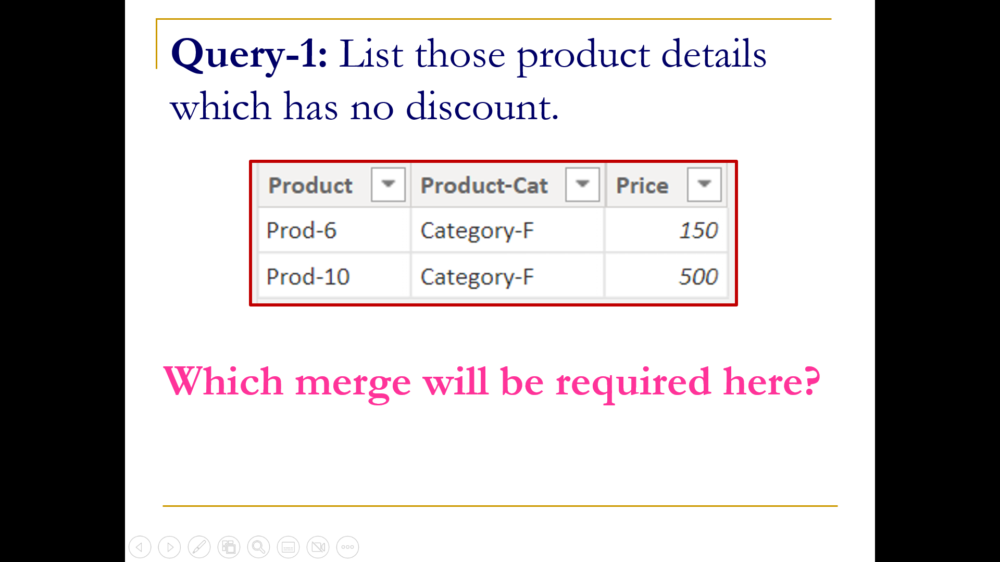 Query-1: List those product details
which has no discount.
Product Product-Cat Price
Prod-6 Category-F 150
Prod-10 Category-F 500
Which merge will be required here?